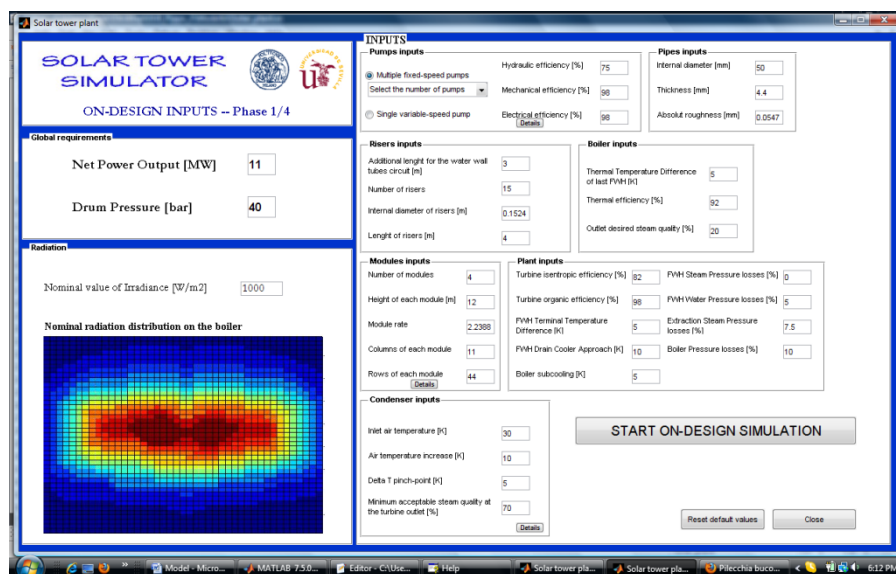 Solar tower plant
SOLAR TOWER
SIMULATOR
ON-DESIGN INPUTS -- Phase 1/4
Global requirements
Net Power Output [MW] 11
Drum Pressure [bar] 40
Radiation
Nominal value of Irradiance [W/m2] 1000
Nominal radiation distribution on the boiler
INPUTS
Pumps inputs
Multiple fixed-speed pumps
Select the number of pumps
Single variable-speed pump
Hydraulic efficiency [%] 75
Mechanical efficiency [%] 98
Electrical efficiency [%] 98
Details
Pipes inputs
Internal diameter [mm] 50
Thickness [mm] 4.4
Absolut roughness [mm] 0.0547
Risers inputs
Additional lenght for the water wall
tubes circuit [m] 3
Number of risers 15
Internal diameter of risers [m] 0.1524
Lenght of risers [m] 4
Boiler inputs
Thermal Temperature Difference
of last FWH [K] 5
Thermal efficiency [%] 92
Outlet desired steam quality [%] 20
Modules inputs
Number of modules 4
Height of each module [m] 12
Module rate 2.2388
Columns of each module 11
Rows of each module 44
Details
Plant inputs
Turbine isentropic efficiency [%] 82
Turbine organic efficiency [%] 98
FWH Terminal Temperature
Difference [K] 5
FWH Drain Cooler Approach [K] 10
Boiler subcooling [K] 5
FWH Steam Pressure losses [%] 0
FWH Water Pressure losses [%] 5
Extraction Steam Pressure
losses [%] 7.5
Boiler Pressure losses [%] 10
Condenser inputs
Inlet air temperature [K] 30
Air temperature increase [K] 10
Delta T pinch-point [K] 5
Minimum acceptable steam quality at
the turbine outlet [%] 70
Details
START ON-DESIGN SIMULATION
Reset default values
Close
Model - Micro...
MATLAB 7.5.0...
Editor - C:\Use...
Help
Solar tower pla...
Solar tower pla...
Pilecchia buco...
6:12 PM